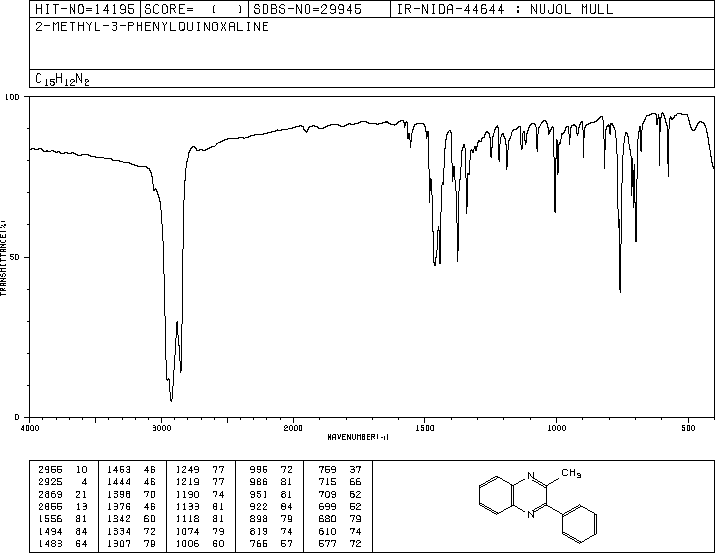 HIT-NO=14195 SCORE= ( ) SDBS-NO=29945 IR-NIDA-44644 : NUJOL MULL
2-METHYL-3-PHENYLQUINOXALINE
C15H12N2
100
50
0
TRANSMITTANCE(%)
4000 3000 2000 1500 1000 500
WAVENUMBER(-1)
2955 10 1463 46 1249 77 996 72 759 37
2925 4 1444 46 1219 77 986 81 715 66
2869 21 1398 70 1190 74 951 81 709 62
2855 13 1376 46 1133 81 922 84 699 52
1556 81 1342 60 1118 81 898 79 680 79
1494 84 1334 72 1074 79 819 74 610 74
1483 64 1307 79 1006 60 766 57 577 72
N
CH3
N